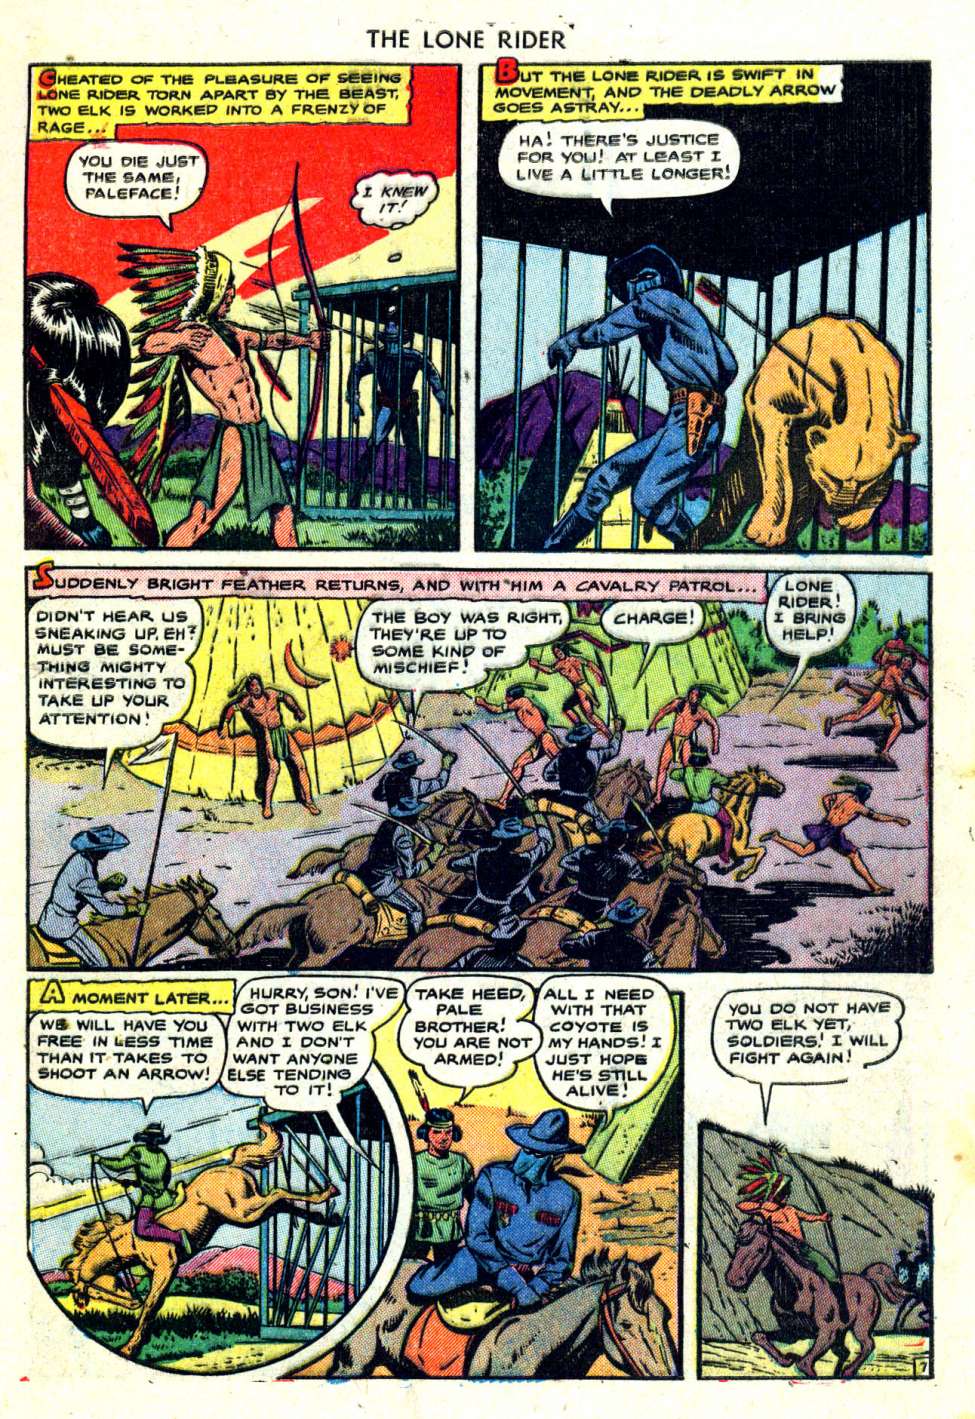 THE LONE RIDER
CHEATED OF THE PLEASURE OF SEEING
LONE RIDER TORN APART BY THE BEAST,
TWO ELK IS WORKED INTO A FRENZY OF
RAGE...
YOU DIE JUST
THE SAME,
PALEFACE!
I KNEW
IT!
BUT THE LONE RIDER IS SWIFT IN
MOVEMENT, AND THE DEADLY ARROW
GOES ASTRAY...
HA! THERE'S JUSTICE
FOR YOU! AT LEAST I
LIVE A LITTLE LONGER!
SUDDENLY BRIGHT FEATHER RETURNS, AND WITH HIM A CAVALRY PATROL...
DIDN'T HEAR US
SNEAKING UP, EH?
MUST BE SOME-
THING MIGHTY
INTERESTING TO
TAKE UP YOUR
ATTENTION!
THE BOY WAS RIGHT,
THEY'RE UP TO
SOME KIND OF
MISCHIEF!
CHARGE!
LONE
RIDER!
I BRING
HELP!
A MOMENT LATER...
WE WILL HAVE YOU
FREE IN LESS TIME
THAN IT TAKES TO
SHOOT AN ARROW!
HURRY, SON! I'VE
GOT BUSINESS
WITH TWO ELK
AND I DON'T
WANT ANYONE
ELSE TENDING
TO IT!
TAKE HEED,
PALE
BROTHER!
YOU ARE NOT
ARMED!
ALL I NEED
WITH THAT
COYOTE IS
MY HANDS! I
JUST HOPE
HE'S STILL
ALIVE!
YOU DO NOT HAVE
TWO ELK YET,
SOLDIERS! I WILL
FIGHT AGAIN!
7